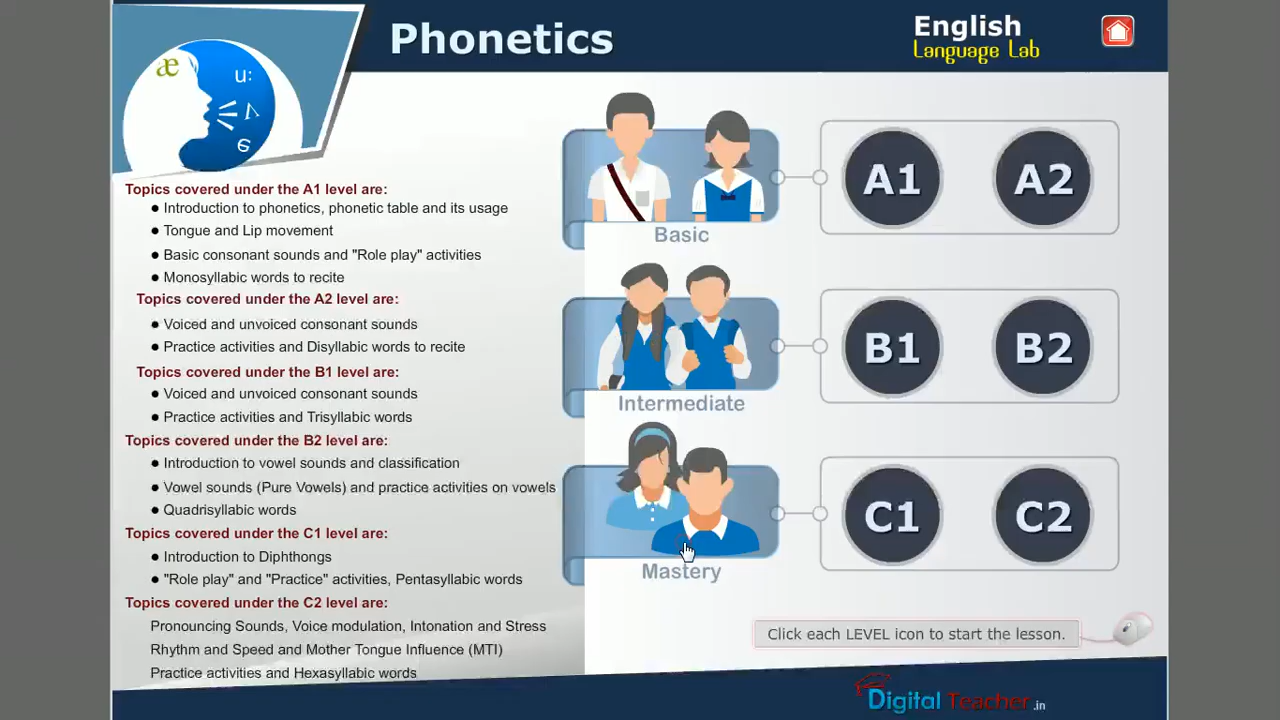 Phonetics
English
Language Lab
æ
u:
Topics covered under the A1 level are:
● Introduction to phonetics, phonetic table and its usage
● Tongue and Lip movement
● Basic consonant sounds and "Role play" activities
● Monosyllabic words to recite
Topics covered under the A2 level are:
● Voiced and unvoiced consonant sounds
● Practice activities and Disyllabic words to recite
Topics covered under the B1 level are:
● Voiced and unvoiced consonant sounds
● Practice activities and Trisyllabic words
Topics covered under the B2 level are:
● Introduction to vowel sounds and classification
● Vowel sounds (Pure Vowels) and practice activities on vowels
● Quadrisyllabic words
Topics covered under the C1 level are:
● Introduction to Diphthongs
● "Role play" and "Practice" activities, Pentasyllabic words
Topics covered under the C2 level are:
Pronouncing Sounds, Voice modulation, Intonation and Stress
Rhythm and Speed and Mother Tongue Influence (MTI)
Practice activities and Hexasyllabic words
Basic
A1 A2
Intermediate
B1 B2
Mastery
C1 C2
Click each LEVEL icon to start the lesson.
Digital Teacher.in